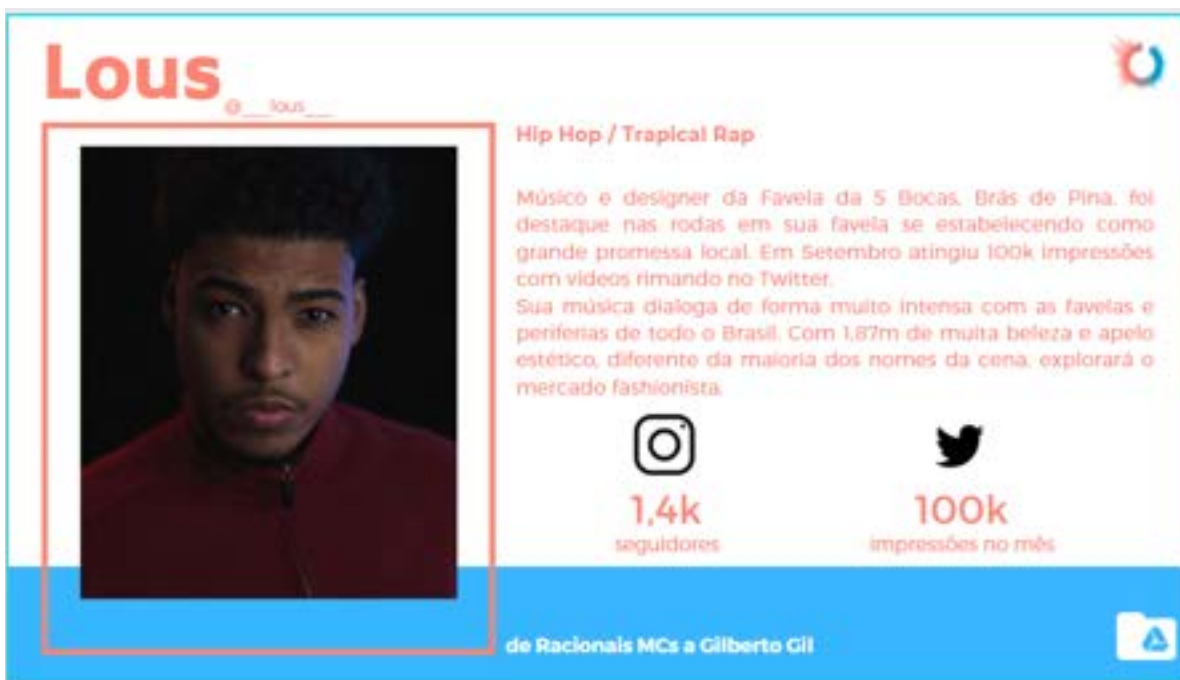 Lous
@__lous__
Hip Hop / Trapical Rap
Músico e designer da Favela da 5 Bocas, Brás de Pina, foi
destaque nas rodas em sua favela se estabelecendo como
grande promessa local. Em Setembro atingiu 100k impressões
com vídeos rimando no Twitter.
Sua música dialoga de forma muito intensa com as favelas e
periferias de todo o Brasil. Com 1,87m de muita beleza e apelo
estético, diferente da maioria dos nomes da cena, explorará o
mercado fashionista.
1,4k
seguidores
100k
impressões no mês
de Racionais MCs a Gilberto Gil